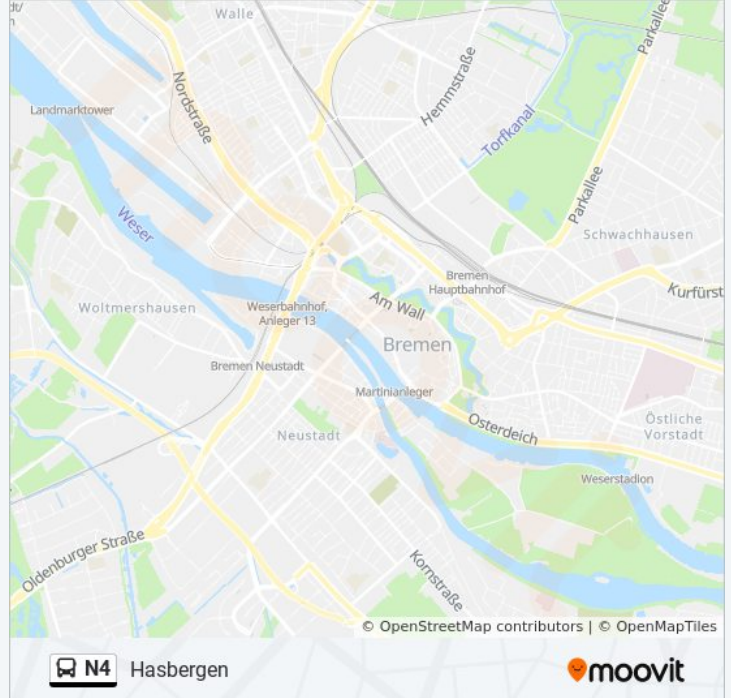 dt/
Walle
Parkallee
Hemmstraße
Nordstraße
Landmarktower
Torfkanal
Parkallee
Weser
Schwachhausen
Bremen
Hauptbahnhof
Kurfürst
Woltmershausen
Weserbahnhof,
Anleger 13
Am Wall
Bremen
Bremen Neustadt
Martinianleger
Neustadt
Osterdeich
Östliche
Vorstadt
Weserstadion
Oldenburger Straße
Kornstraße
© OpenStreetMap contributors | © OpenMapTiles
N4 Hasbergen
moovit